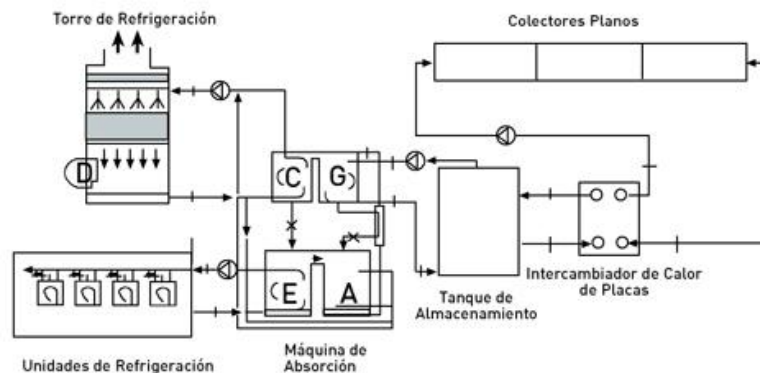 Torre de Refrigeración
Colectores Planos
D
C
G
E
A
Intercambiador de Calor
de Placas
Tanque de
Almacenamiento
Máquina de
Absorción
Unidades de Refrigeración